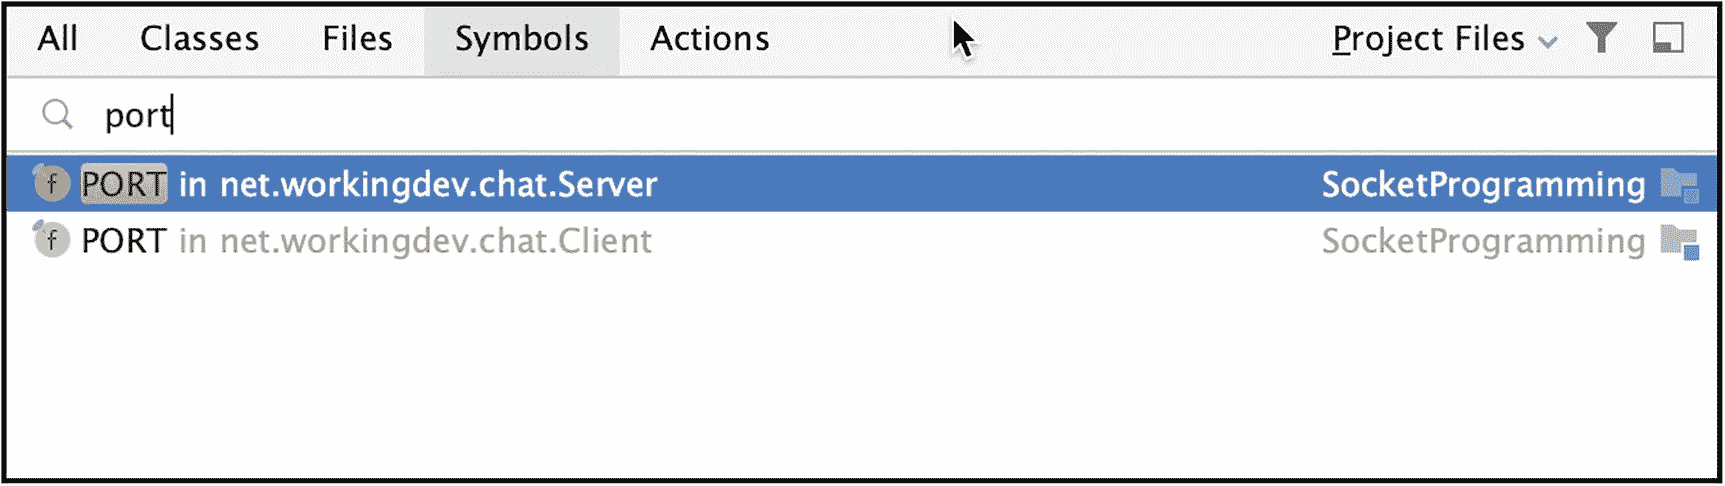 All Classes Files Symbols Actions Project Files
port
f PORT in net.workingdev.chat.Server SocketProgramming
f PORT in net.workingdev.chat.Client SocketProgramming